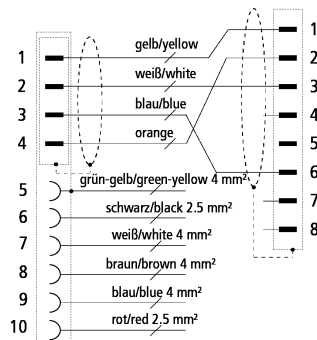 gelb/yellow
1
1
weiß/white
2
2
blau/blue
3
3
orange
4
4
5
grün-gelb/green-yellow 4 mm²
5
6
schwarz/black 2.5 mm²
6
7
weiß/white 4 mm²
7
8
braun/brown 4 mm²
8
blau/blue 4 mm²
9
rot/red 2.5 mm²
10